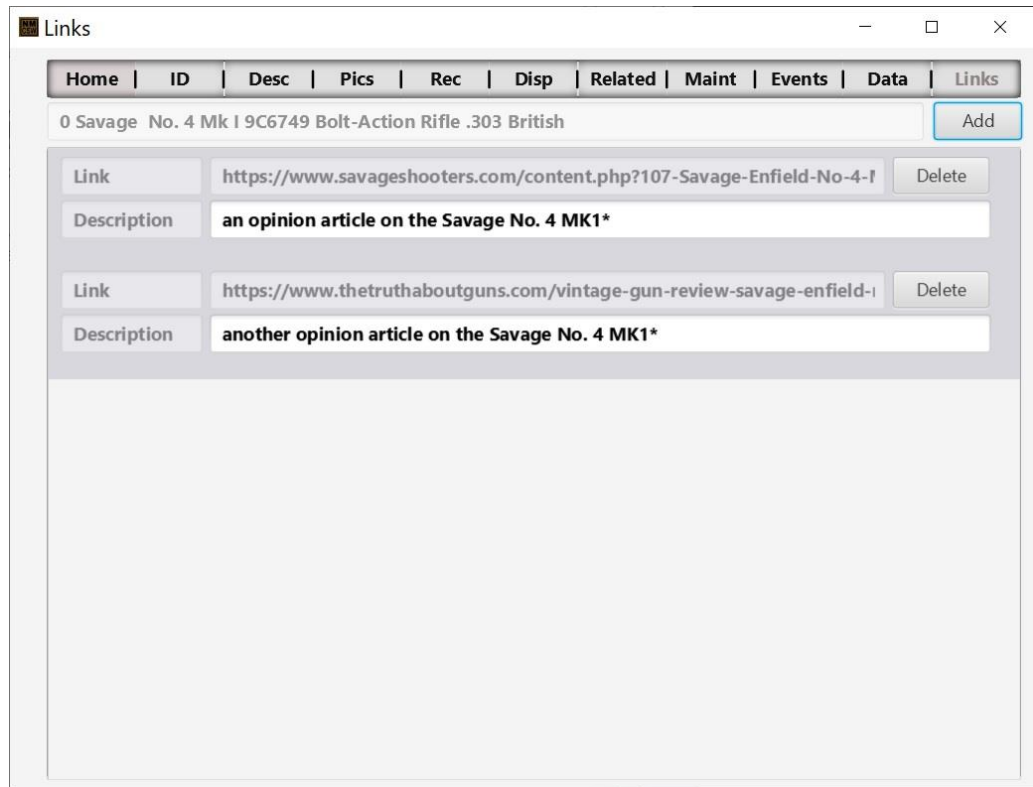 NM
GCW
Links
Home | ID | Desc | Pics | Rec | Disp | Related | Maint | Events | Data | Links
0 Savage No. 4 Mk I 9C6749 Bolt-Action Rifle .303 British Add
Link https://www.savageshooters.com/content.php?107-Savage-Enfield-No-4- Delete
Description an opinion article on the Savage No. 4 MK1*
Link https://www.thetruthaboutguns.com/vintage-gun-review-savage-enfield- Delete
Description another opinion article on the Savage No. 4 MK1*